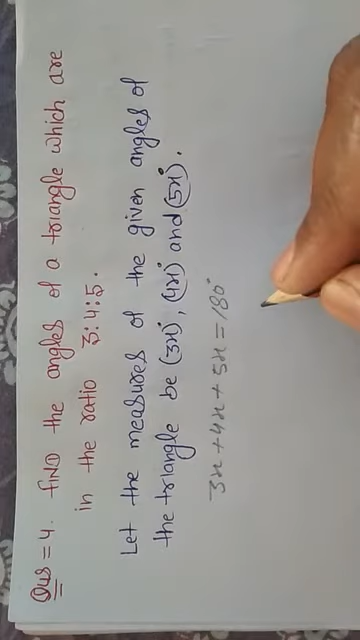 Ques = 4. FIND the angles of a triangle which are
in the ratio 3:4:5.
Let the measures of the given angles of
the triangle be (3x)°, (4x)° and (5x)°.
3x + 4x + 5x = 180°